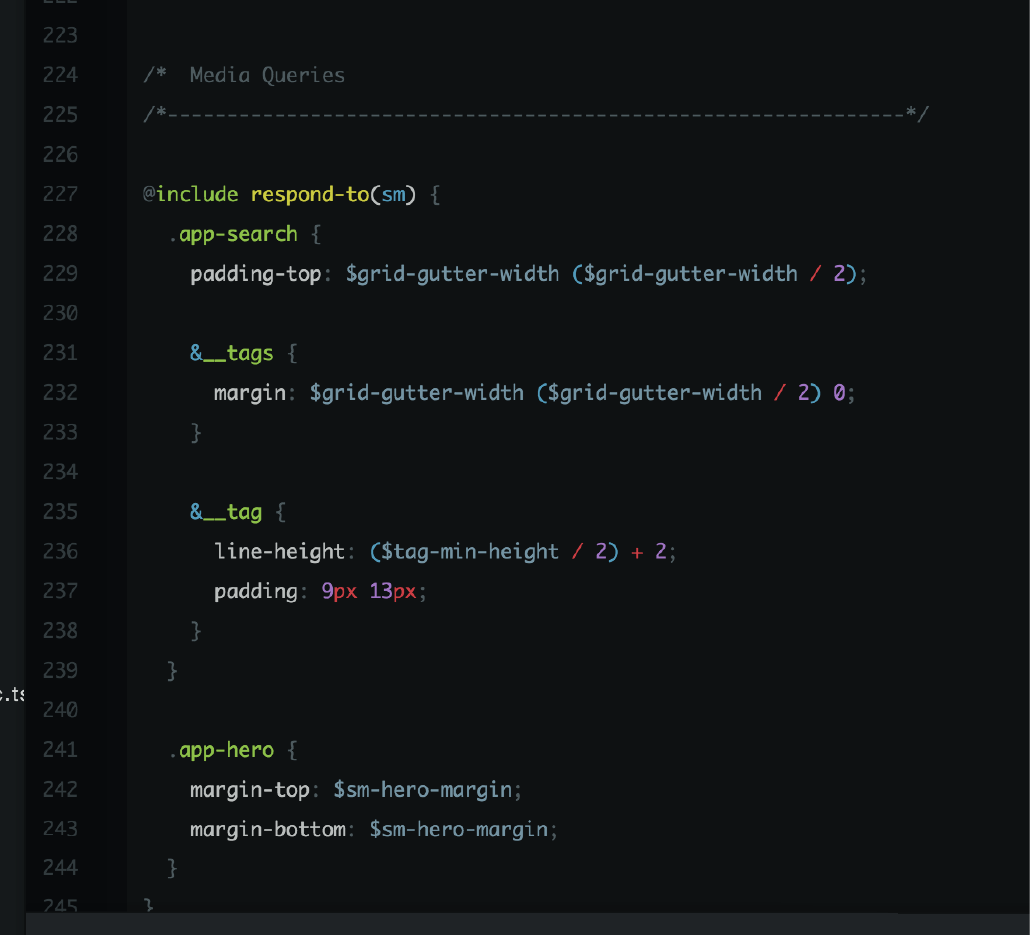 222
223
224 /*  Media Queries
225 /*--------------------------------------------------------------*/
226
227 @include respond-to(sm) {
228   .app-search {
229     padding-top: $grid-gutter-width ($grid-gutter-width / 2);
230
231     &__tags {
232       margin: $grid-gutter-width ($grid-gutter-width / 2) 0;
233     }
234
235     &__tag {
236       line-height: ($tag-min-height / 2) + 2;
237       padding: 9px 13px;
238     }
239   }
c.ts
240
241   .app-hero {
242     margin-top: $sm-hero-margin;
243     margin-bottom: $sm-hero-margin;
244   }
245 }